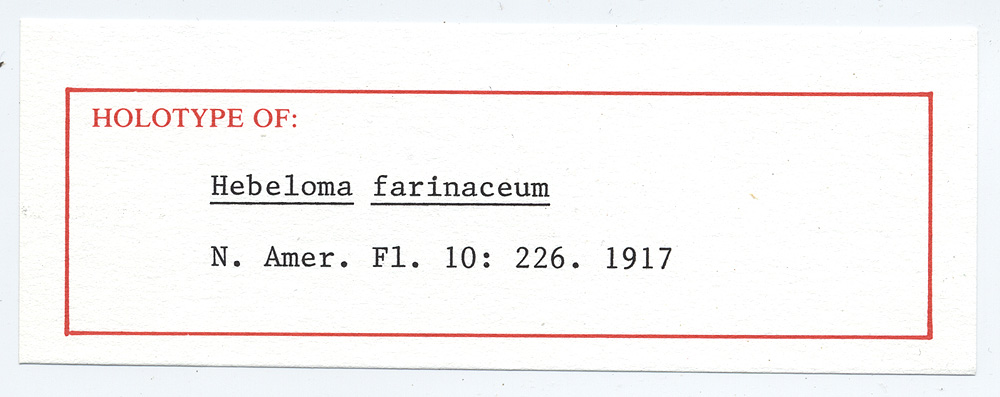 HOLOTYPE OF:
Hebeloma farinaceum
N. Amer. Fl. 10: 226. 1917